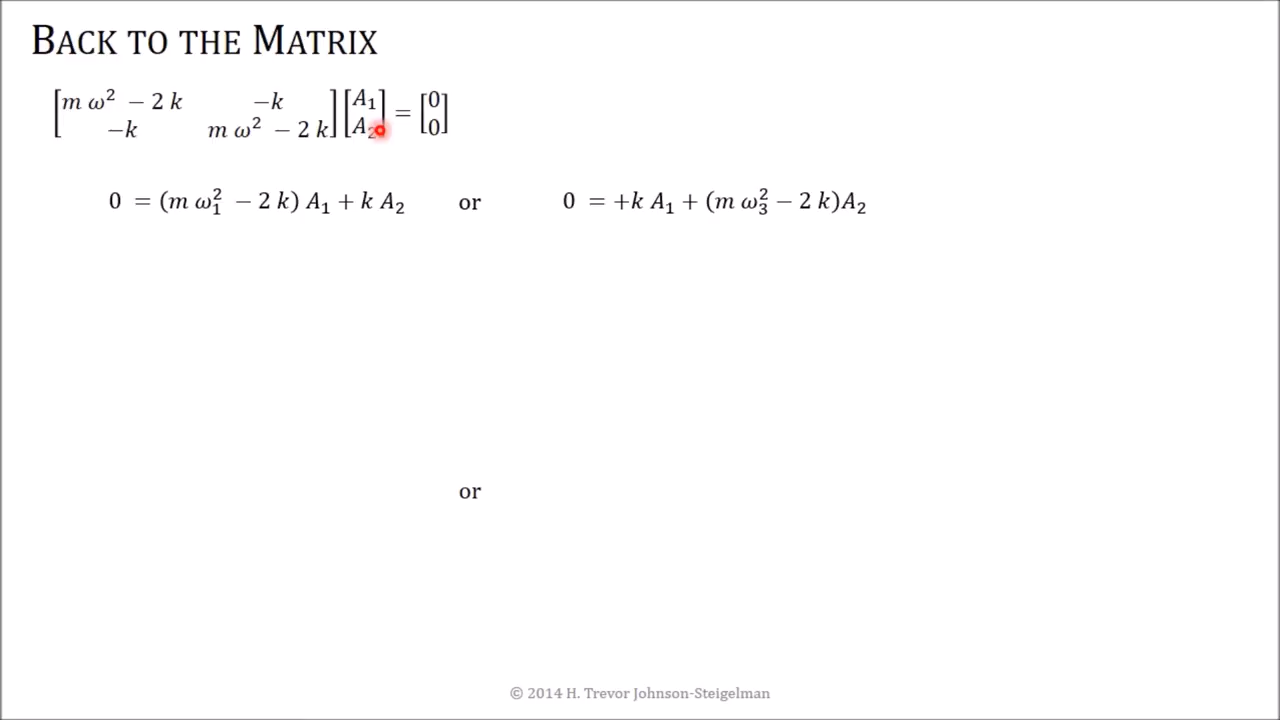 BACK TO THE MATRIX
[m ω² − 2 k   −k] [A₁] = [0]
[−k   m ω² − 2 k] [A₂] = [0]
0 = (m ω₁² − 2 k) A₁ + k A₂   or   0 = +k A₁ + (m ω₃² − 2 k)A₂
or
© 2014 H. Trevor Johnson-Steigelman